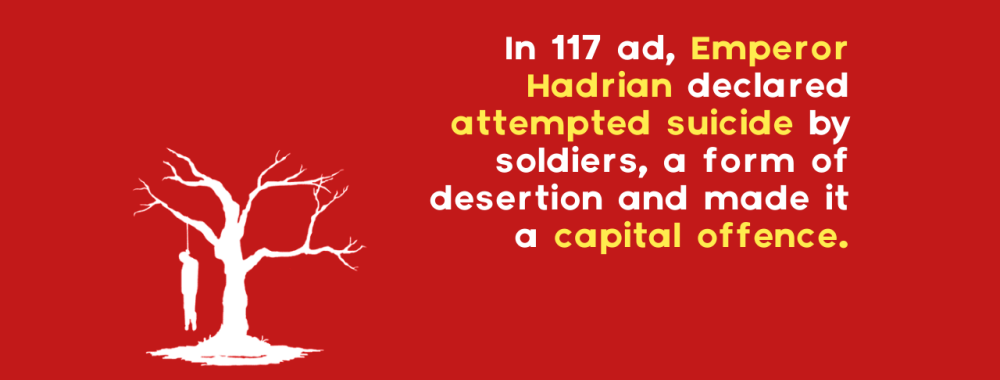 In 117 ad, Emperor
Hadrian declared
attempted suicide by
soldiers, a form of
desertion and made it
a capital offence.